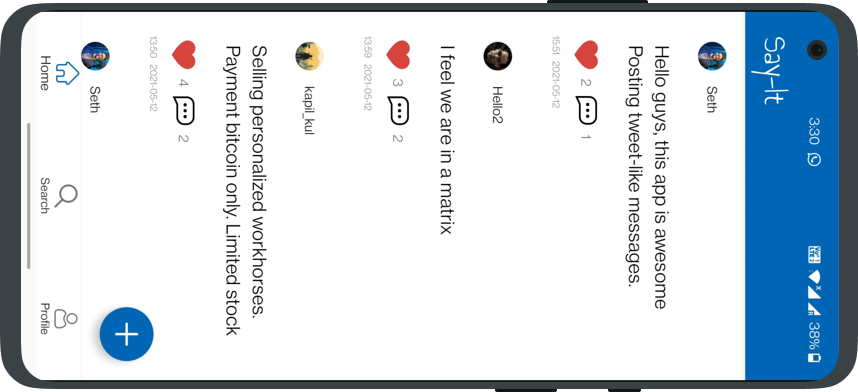 3:30
38%
Say-It
Seth
Hello guys, this app is awesome
Posting tweet-like messages.
2 1
15:51 2021-05-12
Hello2
I feel we are in a matrix
3 2
13:59 2021-05-12
kapil_kul
Selling personalized workhorses.
Payment bitcoin only. Limited stock
4 2
13:50 2021-05-12
Seth
Home
Search
Profile